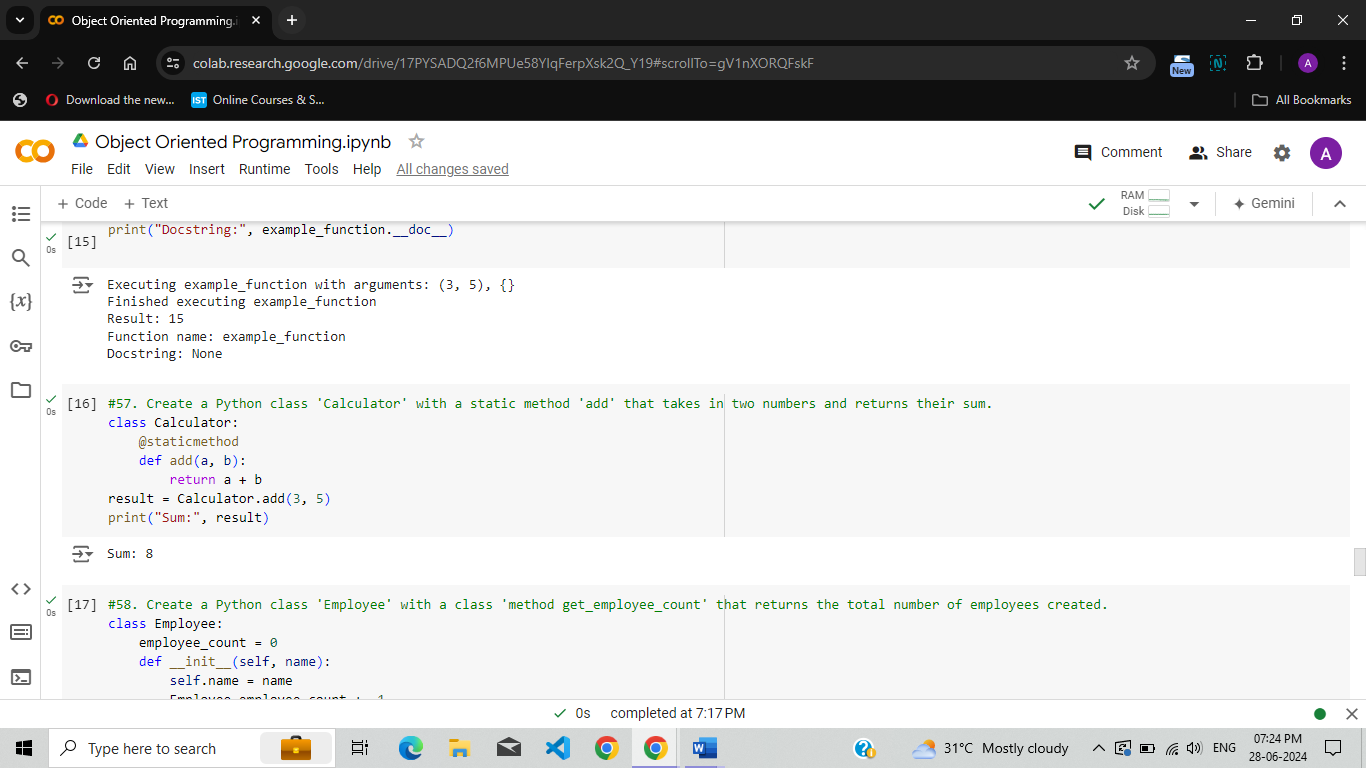 Object Oriented Programming.i
colab.research.google.com/drive/17PYSADQ2f6MPUe58YlqFerpXsk2Q_Y19#scrollTo=gV1nXORQFskF
New
N
A
Download the new...
IST
Online Courses & S...
All Bookmarks
Object Oriented Programming.ipynb
File Edit View Insert Runtime Tools Help All changes saved
Comment
Share
A
+ Code + Text
RAM
Disk
Gemini
0s
[15]
print("Docstring:", example_function.__doc__)
Executing example_function with arguments: (3, 5), {}
Finished executing example_function
Result: 15
Function name: example_function
Docstring: None
0s
[16] #57. Create a Python class 'Calculator' with a static method 'add' that takes in two numbers and returns their sum.
class Calculator:
@staticmethod
def add(a, b):
return a + b
result = Calculator.add(3, 5)
print("Sum:", result)
Sum: 8
0s
[17] #58. Create a Python class 'Employee' with a class 'method get_employee_count' that returns the total number of employees created.
class Employee:
employee_count = 0
def __init__(self, name):
self.name = name
0s completed at 7:17 PM
Type here to search
31°C Mostly cloudy
ENG
07:24 PM
28-06-2024